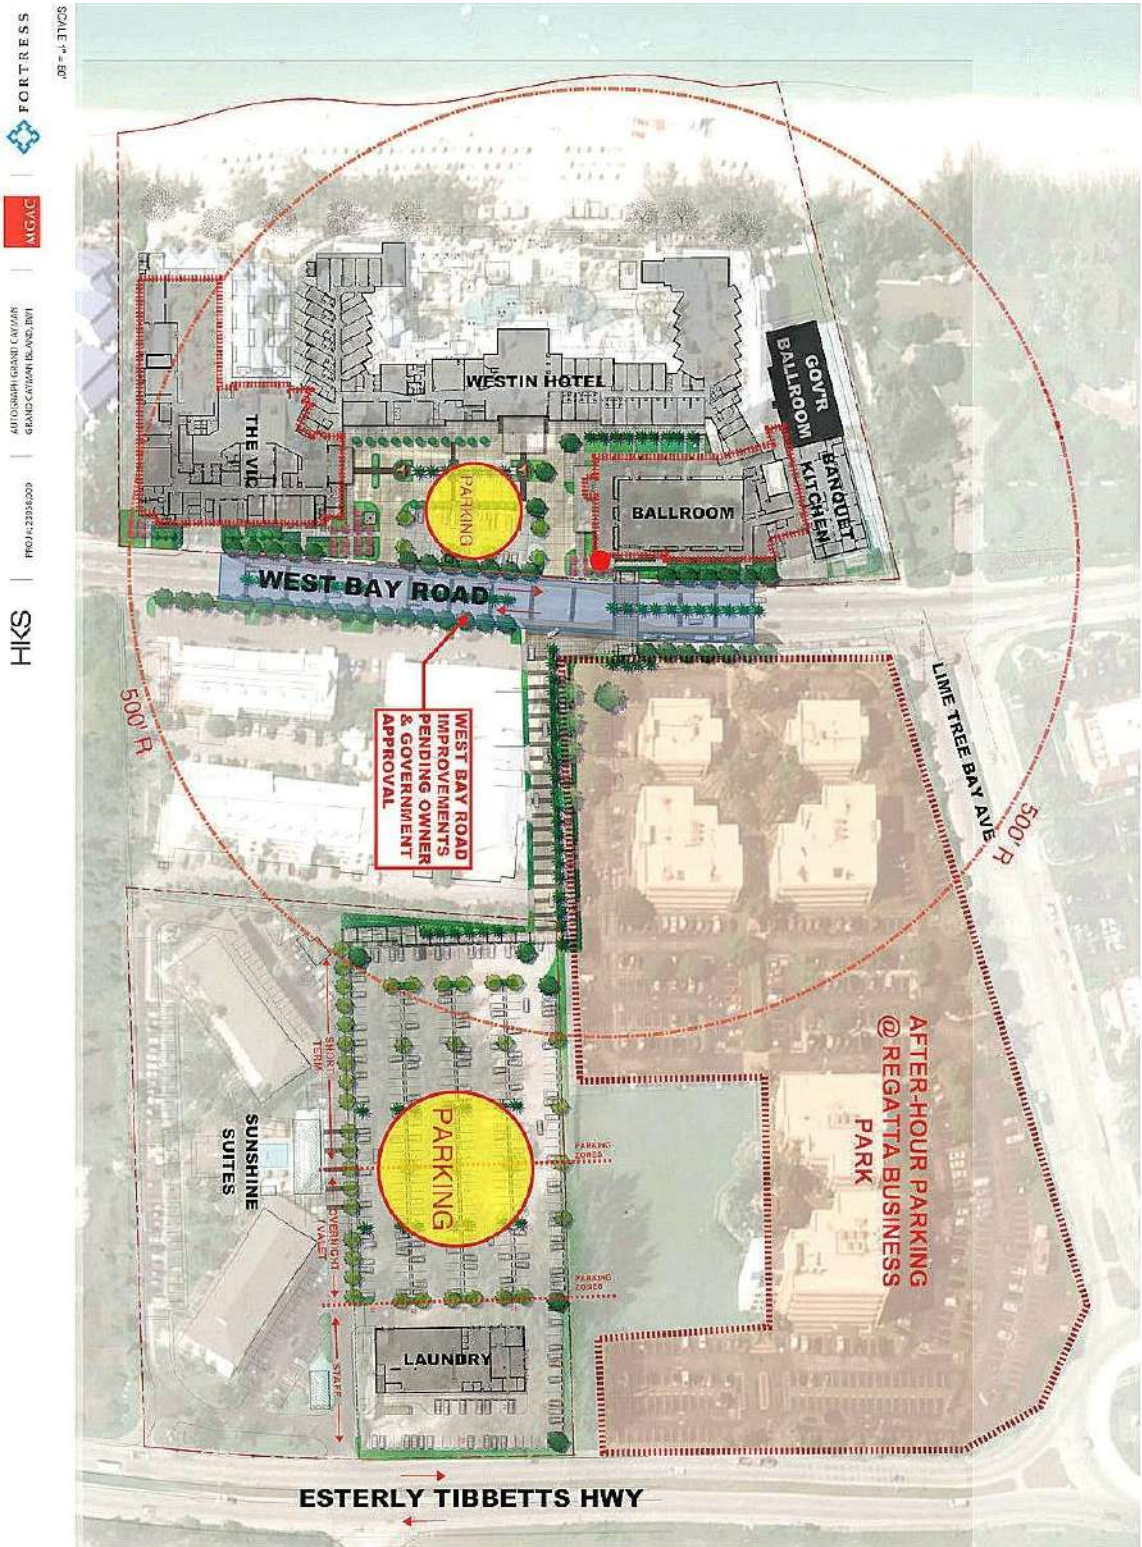 SCALE 1" = 60'
FORTRESS
MGAC
AUTOGRAPH GRAND CAYMAN
GRAND CAYMAN ISLAND, BWI
HKS
GOV'R
BALLROOM
WESTIN HOTEL
THE VIC
PARKING
BALLROOM
BANQUET
KITCHEN
WEST BAY ROAD
WEST BAY ROAD
IMPROVEMENTS
PENDING OWNER
& GOVERNMENT
APPROVAL
LIME TREE BAY AVE
500' R
500' R
AFTER-HOUR PARKING
@ REGATTA BUSINESS
PARK
SHORT
TERM
SUNSHINE
SUITES
PARKING
PARKING
ZONES
OVERNIGHT
VALET
PARKING
ZONES
STAFF
LAUNDRY
ESTERLY TIBBETTS HWY